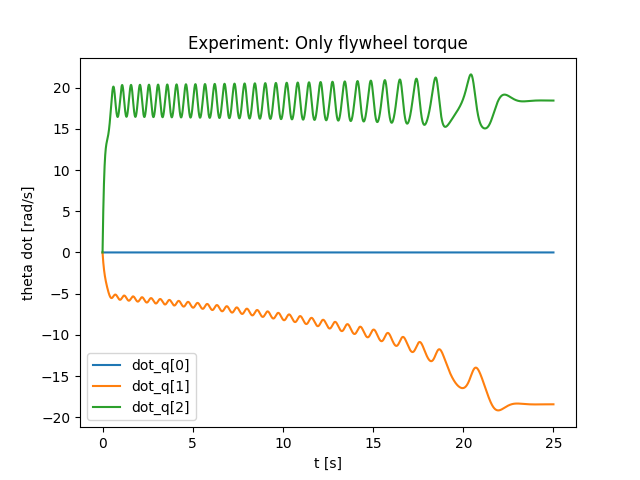 Experiment: Only flywheel torque
theta dot [rad/s]
20
15
10
5
0
−5
−10
−15
−20
dot_q[0]
dot_q[1]
dot_q[2]
0
5
10
15
20
25
t [s]